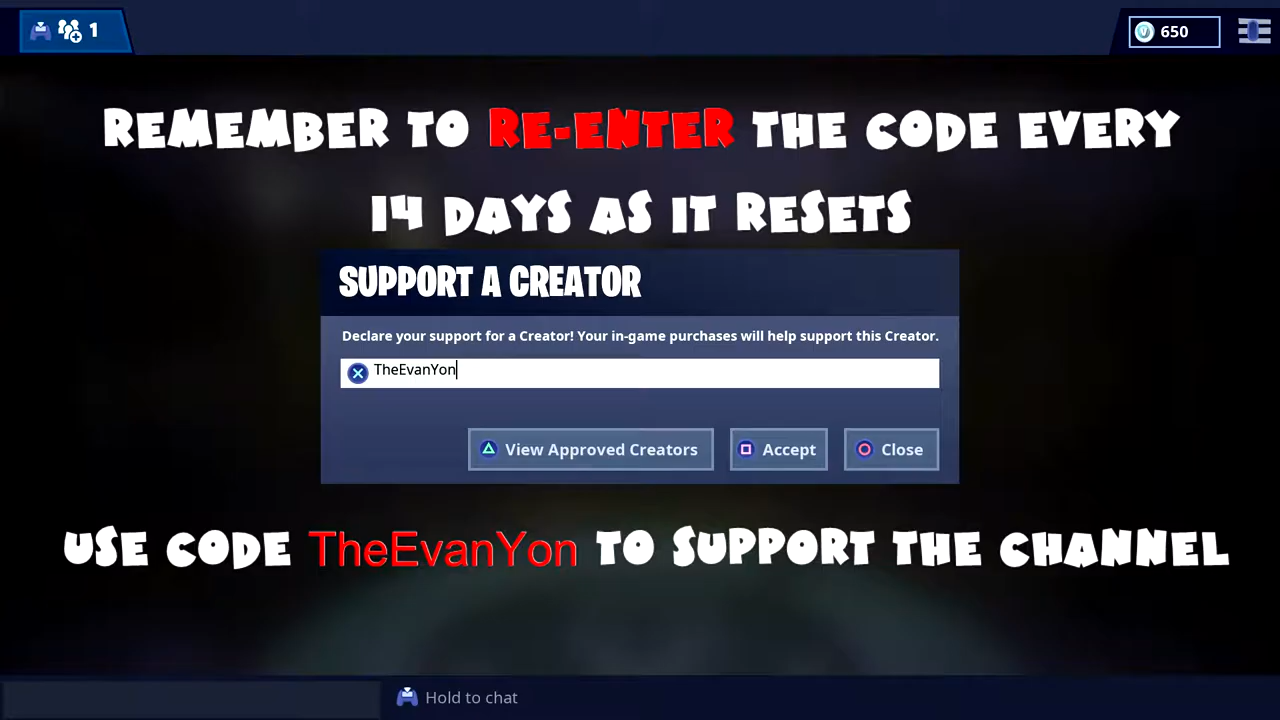 1
650
REMEMBER TO RE-ENTER THE CODE EVERY
14 DAYS AS IT RESETS
SUPPORT A CREATOR
Declare your support for a Creator! Your in-game purchases will help support this Creator.
TheEvanYon
View Approved Creators
Accept
Close
USE CODE TheEvanYon TO SUPPORT THE CHANNEL
Hold to chat